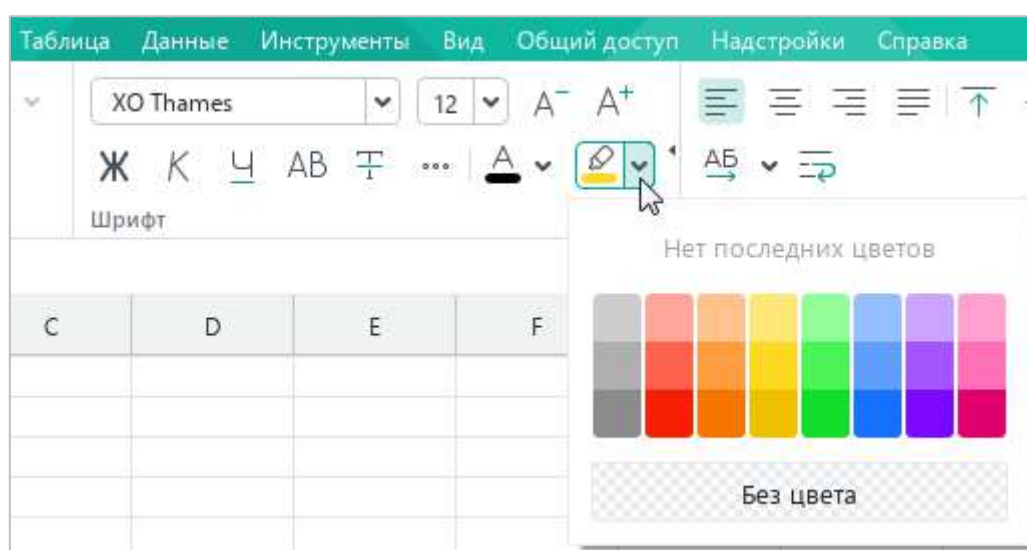 Таблица Данные Инструменты Вид Общий доступ Надстройки Справка
XO Thames 12 A⁻ A⁺
Ж К Ч АВ Т A АБ
Шрифт
Нет последних цветов
C D E F
Без цвета